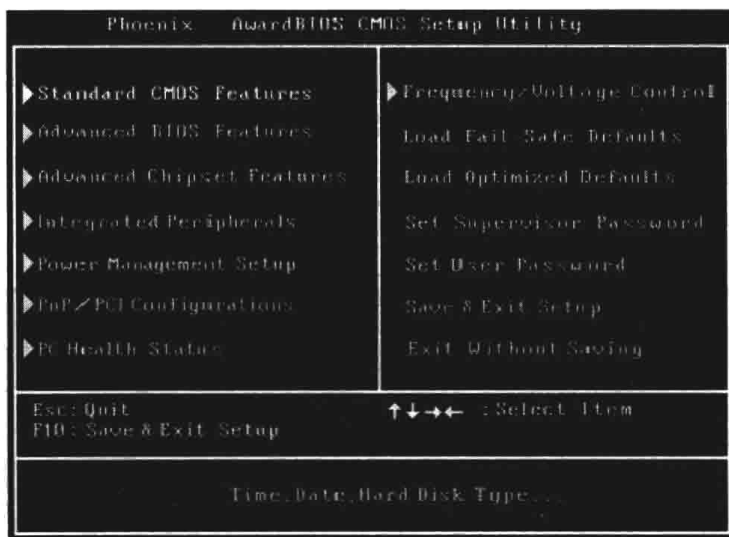 Phoenix AwardBIOS CMOS Setup Utility
▶Standard CMOS Features
▶Advanced BIOS Features
▶Advanced Chipset Features
▶Integrated Peripherals
▶Power Management Setup
▶PnP/PCI Configurations
▶PC Health Status
▶Frequency/Voltage Control
Load Fail Safe Defaults
Load Optimized Defaults
Set Supervisor Password
Set User Password
Save & Exit Setup
Exit Without Saving
Esc: Quit
F10: Save & Exit Setup
↑↓→← :Select Item
Time,Date,Hard Disk Type...